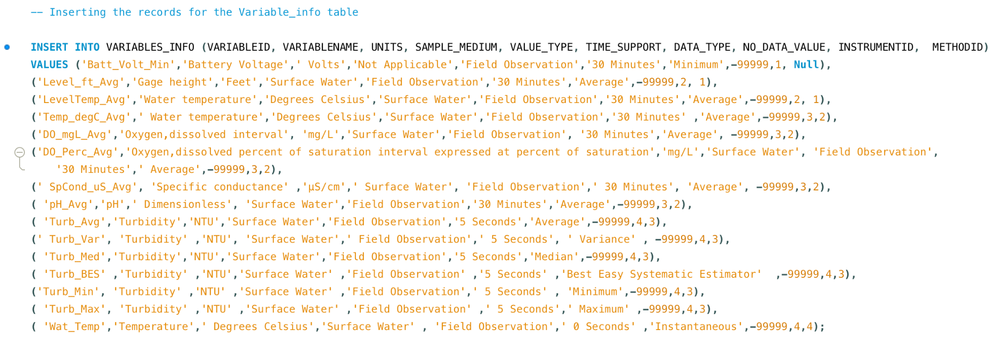 -- Inserting the records for the Variable_info table
INSERT INTO VARIABLES_INFO (VARIABLEID, VARIABLENAME, UNITS, SAMPLE_MEDIUM, VALUE_TYPE, TIME_SUPPORT, DATA_TYPE, NO_DATA_VALUE, INSTRUMENTID,  METHODID)
VALUES ('Batt_Volt_Min','Battery Voltage',' Volts','Not Applicable','Field Observation','30 Minutes','Minimum',-99999,1, Null),
('Level_ft_Avg','Gage height','Feet','Surface Water','Field Observation','30 Minutes','Average',-99999,2, 1),
('LevelTemp_Avg','Water temperature','Degrees Celsius','Surface Water','Field Observation','30 Minutes','Average',-99999,2, 1),
('Temp_degC_Avg',' Water temperature','Degrees Celsius','Surface Water','Field Observation','30 Minutes' ,'Average',-99999,3,2),
('DO_mgL_Avg','Oxygen,dissolved interval', 'mg/L','Surface Water','Field Observation', '30 Minutes','Average', -99999,3,2),
('DO_Perc_Avg','Oxygen,dissolved percent of saturation interval expressed at percent of saturation','mg/L','Surface Water', 'Field Observation',
'30 Minutes',' Average',-99999,3,2),
(' SpCond_uS_Avg', 'Specific conductance' ,'µS/cm',' Surface Water', 'Field Observation',' 30 Minutes', 'Average', -99999,3,2),
( 'pH_Avg','pH',' Dimensionless', 'Surface Water','Field Observation','30 Minutes','Average',-99999,3,2),
( 'Turb_Avg','Turbidity','NTU','Surface Water','Field Observation','5 Seconds','Average',-99999,4,3),
(' Turb_Var', 'Turbidity' ,'NTU', 'Surface Water',' Field Observation',' 5 Seconds', ' Variance' , -99999,4,3),
( 'Turb_Med','Turbidity','NTU','Surface Water','Field Observation','5 Seconds','Median',-99999,4,3),
( 'Turb_BES' ,'Turbidity' ,'NTU','Surface Water' ,'Field Observation' ,'5 Seconds' ,'Best Easy Systematic Estimator'  ,-99999,4,3),
('Turb_Min', 'Turbidity' ,'NTU' ,'Surface Water' ,'Field Observation',' 5 Seconds' , 'Minimum',-99999,4,3),
( 'Turb_Max', 'Turbidity' ,'NTU' ,'Surface Water' ,'Field Observation' ,' 5 Seconds',' Maximum' ,-99999,4,3),
( 'Wat_Temp','Temperature',' Degrees Celsius','Surface Water' , 'Field Observation',' 0 Seconds' ,'Instantaneous',-99999,4,4);